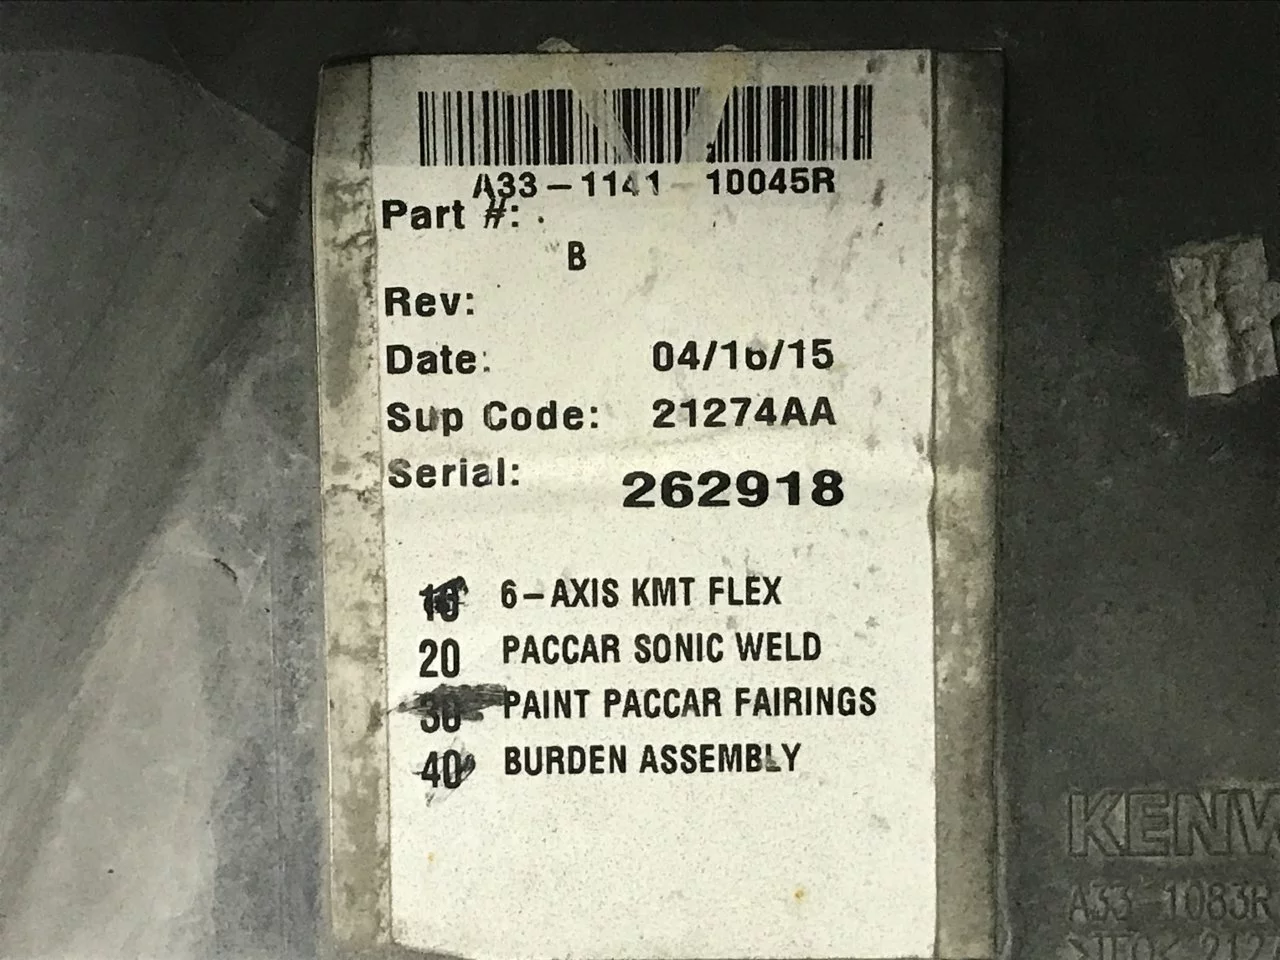 A33-1141 10045R
Part #:
B
Rev:
Date: 04/16/15
Sup Code: 21274AA
Serial: 262918
10 6-AXIS KMT FLEX
20 PACCAR SONIC WELD
30 PAINT PACCAR FAIRINGS
40 BURDEN ASSEMBLY
KENW
A33 1083R